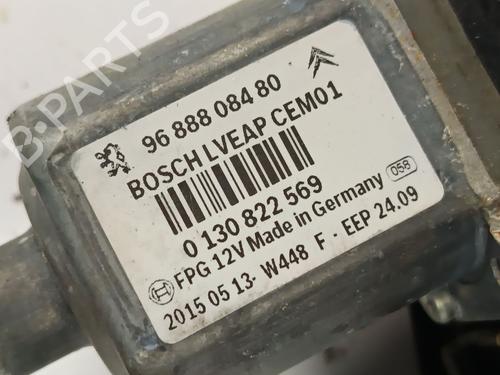 B-PARTS
96 888 084 80
BOSCH LVEAP CEM01
0 130 822 569
FPG 12V Made in Germany 058
2015 05 13- W448 F - EEP 24.09